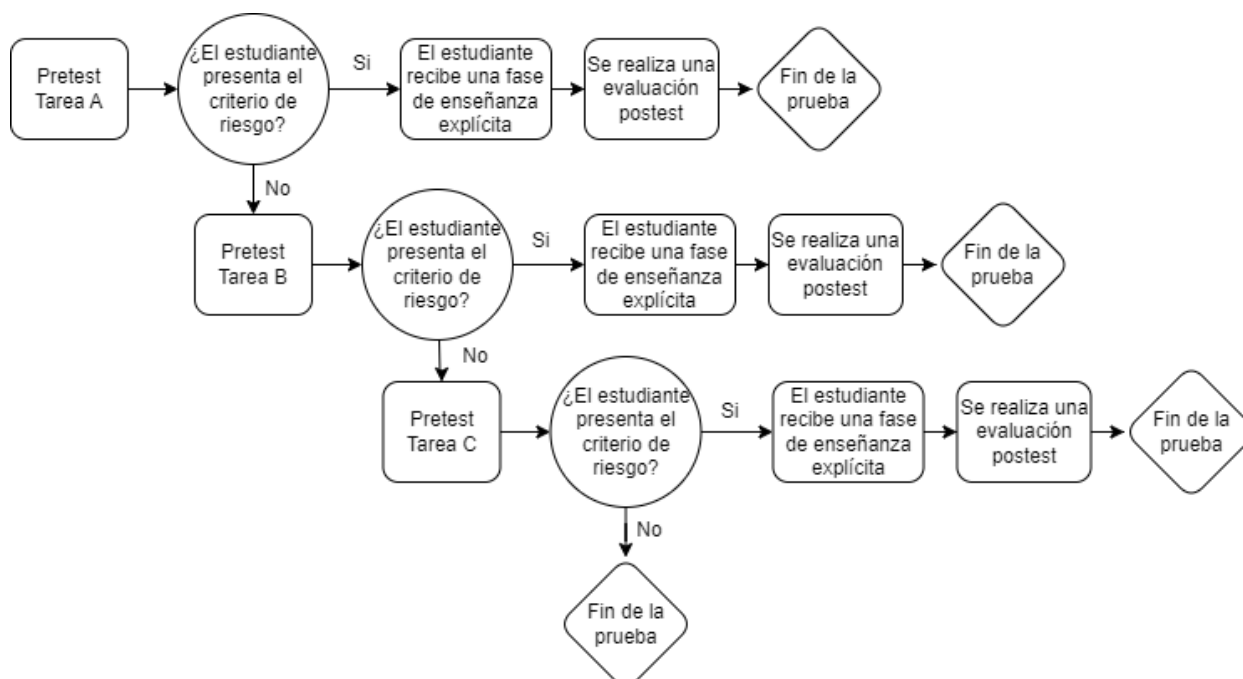 Pretest
Tarea A
¿El estudiante
presenta el
criterio de
riesgo?
Si
El estudiante
recibe una fase
de enseñanza
explícita
Se realiza una
evaluación
postest
Fin de la
prueba
No
Pretest
Tarea B
¿El estudiante
presenta el
criterio de
riesgo?
Si
El estudiante
recibe una fase
de enseñanza
explícita
Se realiza una
evaluación
postest
Fin de la
prueba
No
Pretest
Tarea C
¿El estudiante
presenta el
criterio de
riesgo?
Si
El estudiante
recibe una fase
de enseñanza
explícita
Se realiza una
evaluación
postest
Fin de la
prueba
No
Fin de la
prueba